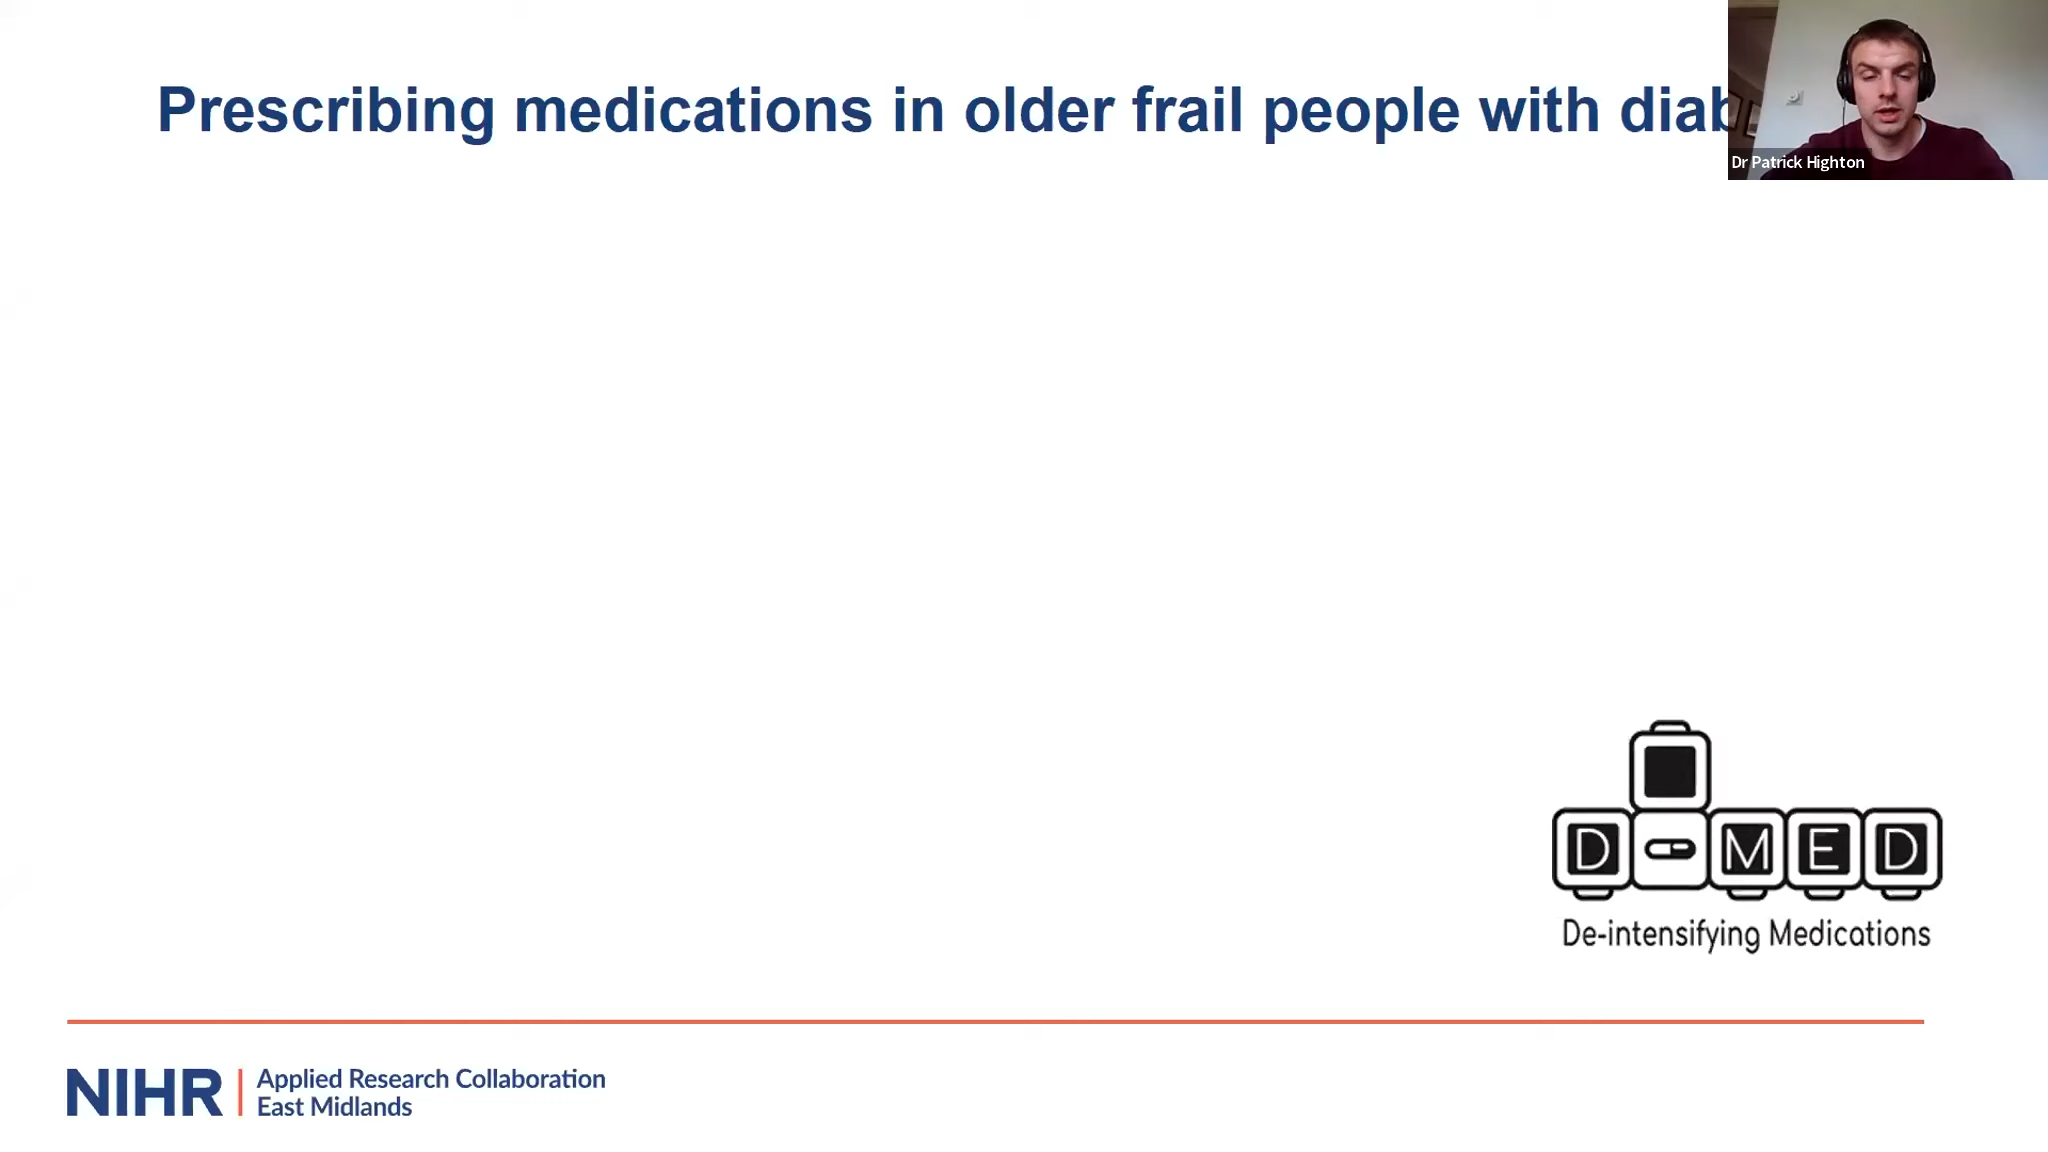 Prescribing medications in older frail people with diab
Dr Patrick Highton
D-MED
De-intensifying Medications
NIHR
Applied Research Collaboration
East Midlands